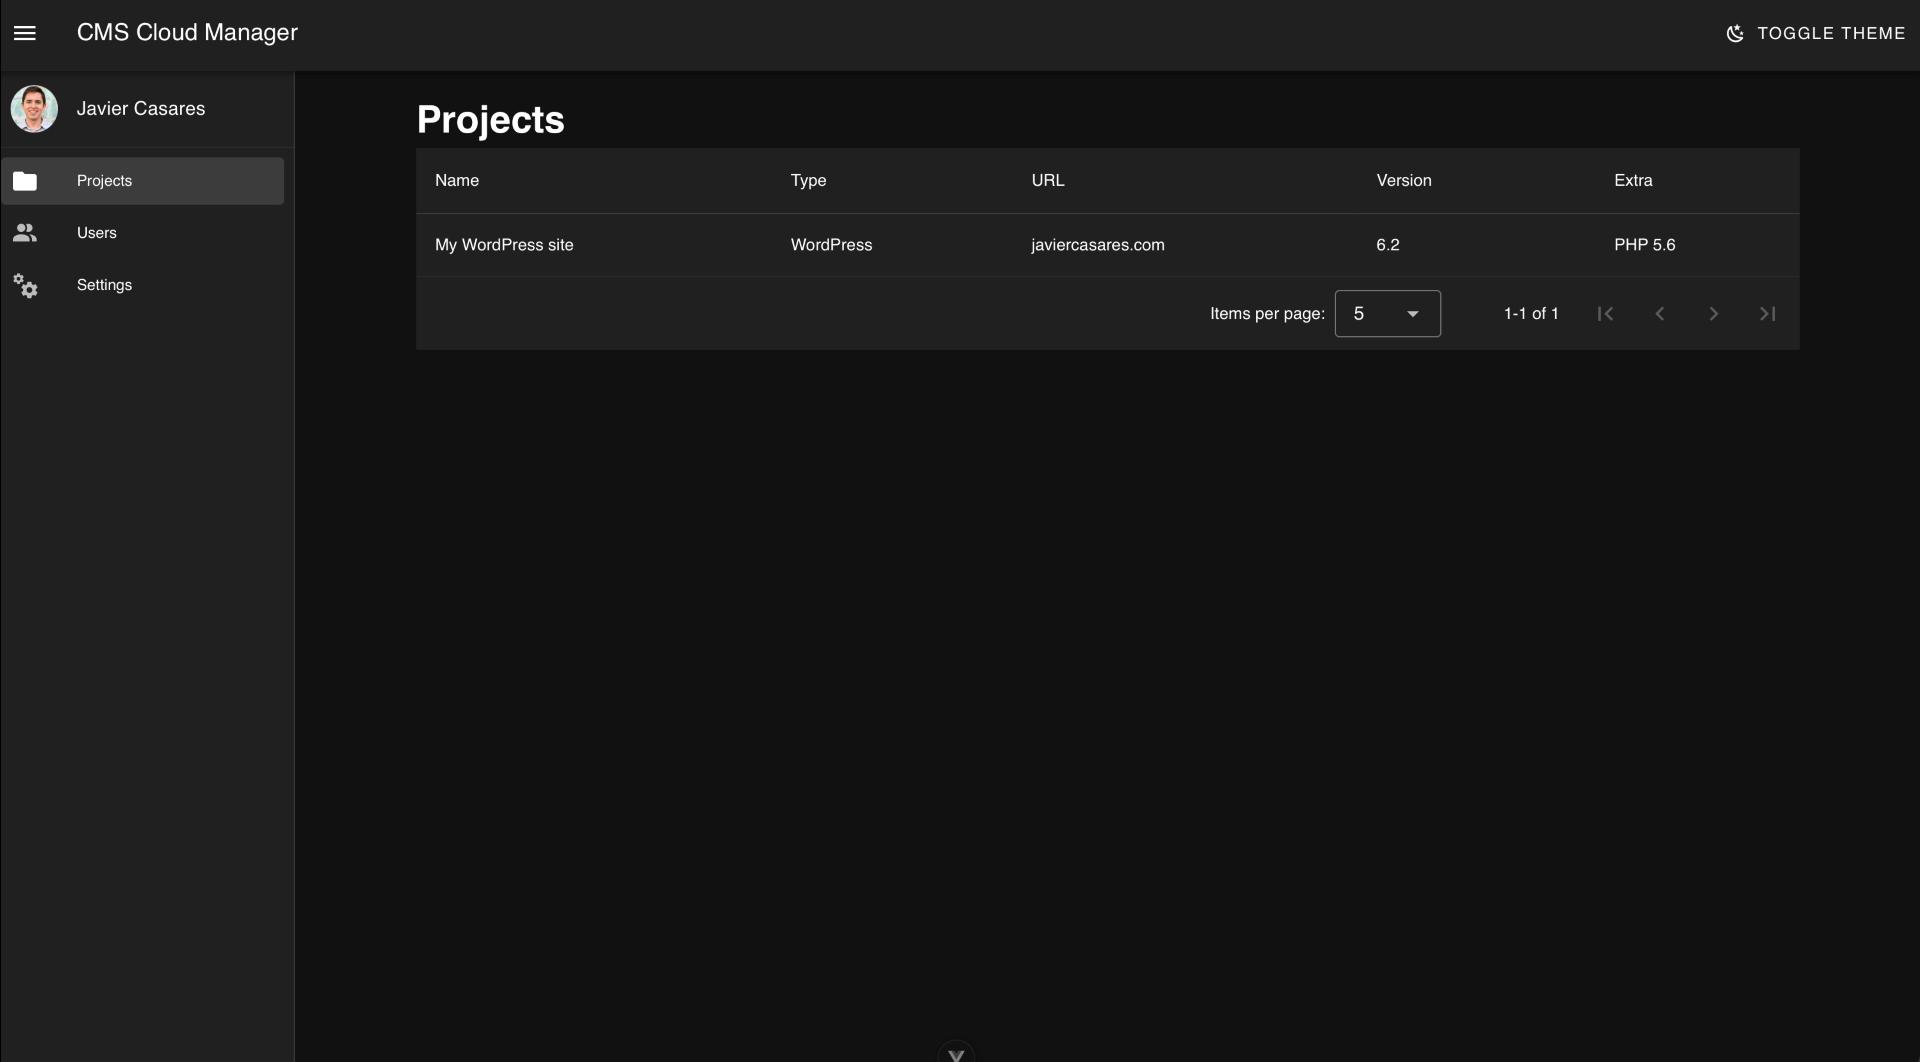 CMS Cloud Manager
TOGGLE THEME
Javier Casares
Projects
Users
Settings
Projects
Name Type URL Version Extra
My WordPress site WordPress javiercasares.com 6.2 PHP 5.6
Items per page: 5 1-1 of 1